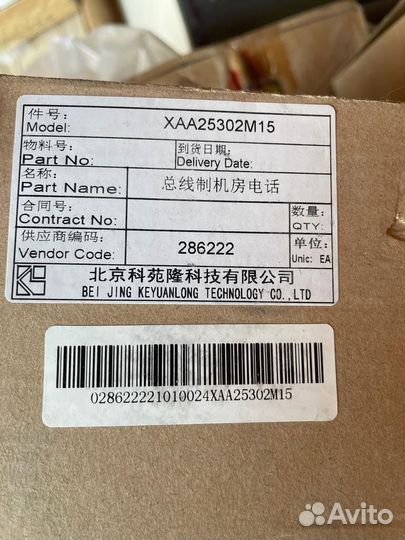 件号:
Model: XAA25302M15
物料号: 到货日期:
Part No: Delivery Date:
名称:
Part Name: 总线制机房电话
合同号: 数量:
Contract No: QTY:
供应商编码: 单位:
Vendor Code: 286222 Unic: EA
北京科苑隆科技有限公司
BEI JING KEYUANLONG TECHNOLOGY CO.,LTD
028622221010024XAA25302M15
Avito